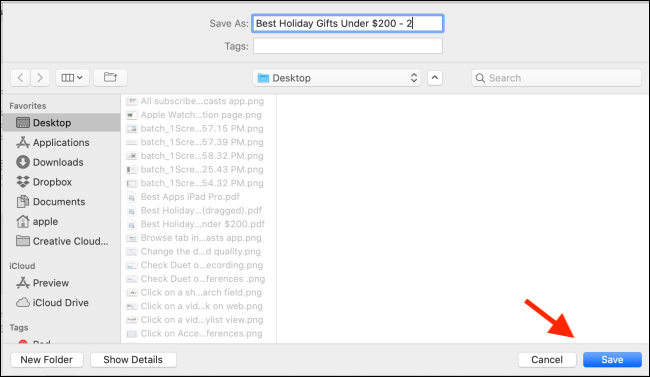 Save As: Best Holiday Gifts Under $200 - 2
Tags:
Desktop
Search
Favorites
Desktop
Applications
Downloads
Dropbox
Documents
apple
Creative Cloud...
iCloud
Preview
iCloud Drive
Tags
All subscribe...casts app.png
Apple Watch...tion page.png
batch_1Scre...57.15 PM.png
batch_1Scre...57.39 PM.png
batch_1Scre...58.32 PM.png
batch_1Scre...25.43 PM.png
batch_1Scre...54.32 PM.png
Best Apps iPad Pro.pdf
Best Holiday...(dragged).pdf
Best Holiday...nder $200.pdf
Browse tab in...asts app.png
Change the d...d quality.png
Check Duet o...ecording.png
Check Duet o...ferences .png
Click on a sh...arch field.png
Click on a vid...k on web.png
Click on a vid...ylist view.png
Click on Acce...ferences.png
New Folder
Show Details
Cancel
Save